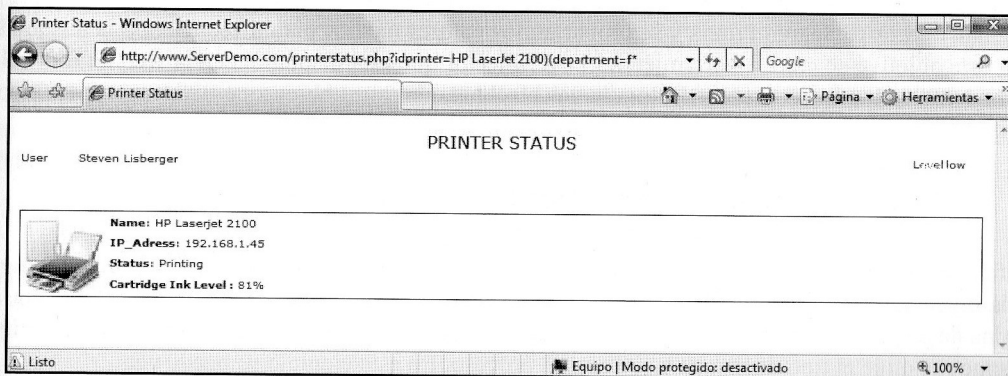 Printer Status - Windows Internet Explorer
http://www.ServerDemo.com/printerstatus.php?idprinter=HP LaserJet 2100)(department=f*
Google
Printer Status
Página
Herramientas
PRINTER STATUS
User Steven Lisberger
Level low
Name: HP Laserjet 2100
IP_Adress: 192.168.1.45
Status: Printing
Cartridge Ink Level : 81%
Listo
Equipo | Modo protegido: desactivado
100%